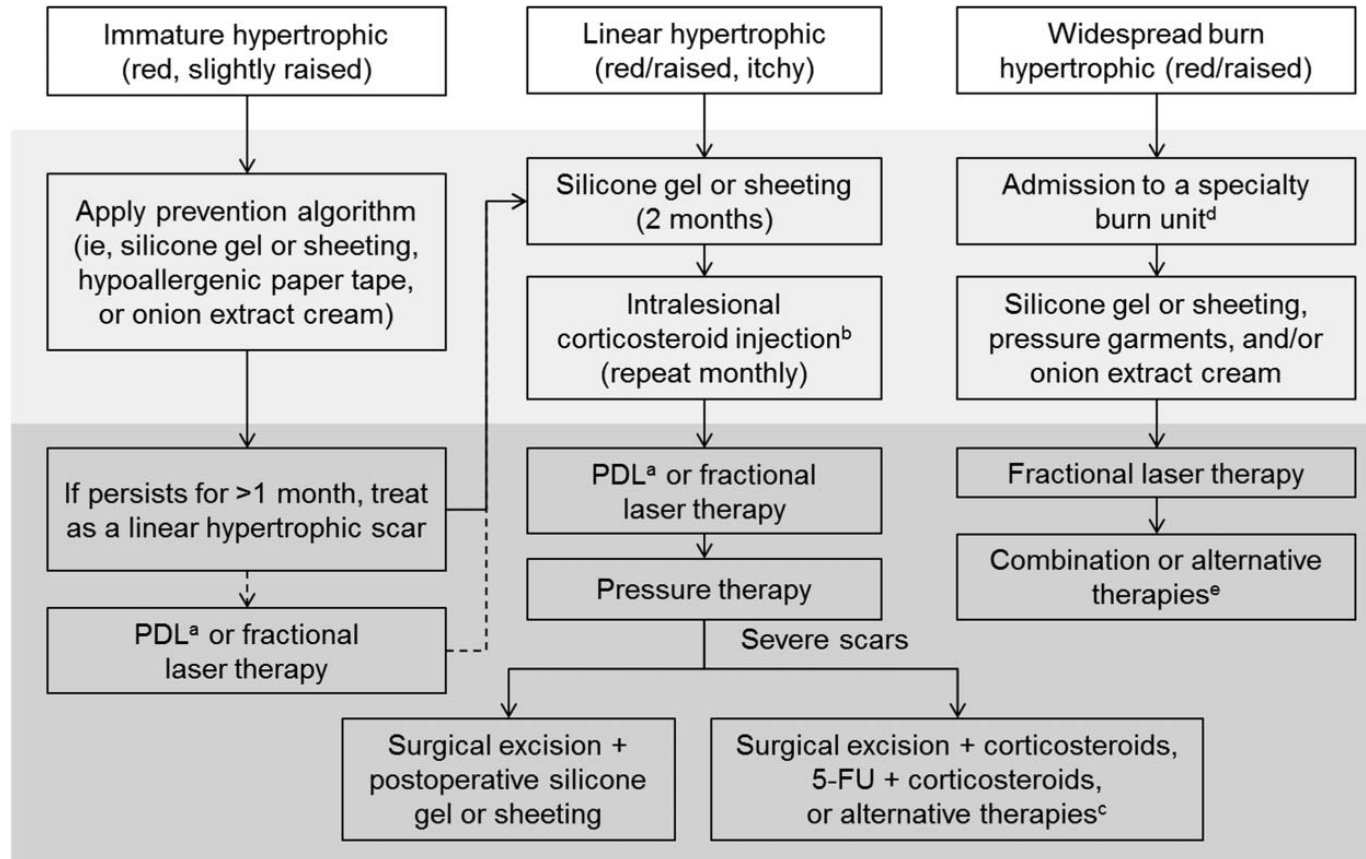 Immature hypertrophic
(red, slightly raised)
Linear hypertrophic
(red/raised, itchy)
Widespread burn
hypertrophic (red/raised)
Apply prevention algorithm
(ie, silicone gel or sheeting,
hypoallergenic paper tape,
or onion extract cream)
Silicone gel or sheeting
(2 months)
Admission to a specialty
burn unitᵈ
Intralesional
corticosteroid injectionᵇ
(repeat monthly)
Silicone gel or sheeting,
pressure garments, and/or
onion extract cream
If persists for >1 month, treat
as a linear hypertrophic scar
PDLᵃ or fractional
laser therapy
Fractional laser therapy
Pressure therapy
Combination or alternative
therapiesᵉ
PDLᵃ or fractional
laser therapy
Severe scars
Surgical excision +
postoperative silicone
gel or sheeting
Surgical excision + corticosteroids,
5-FU + corticosteroids,
or alternative therapiesᶜ